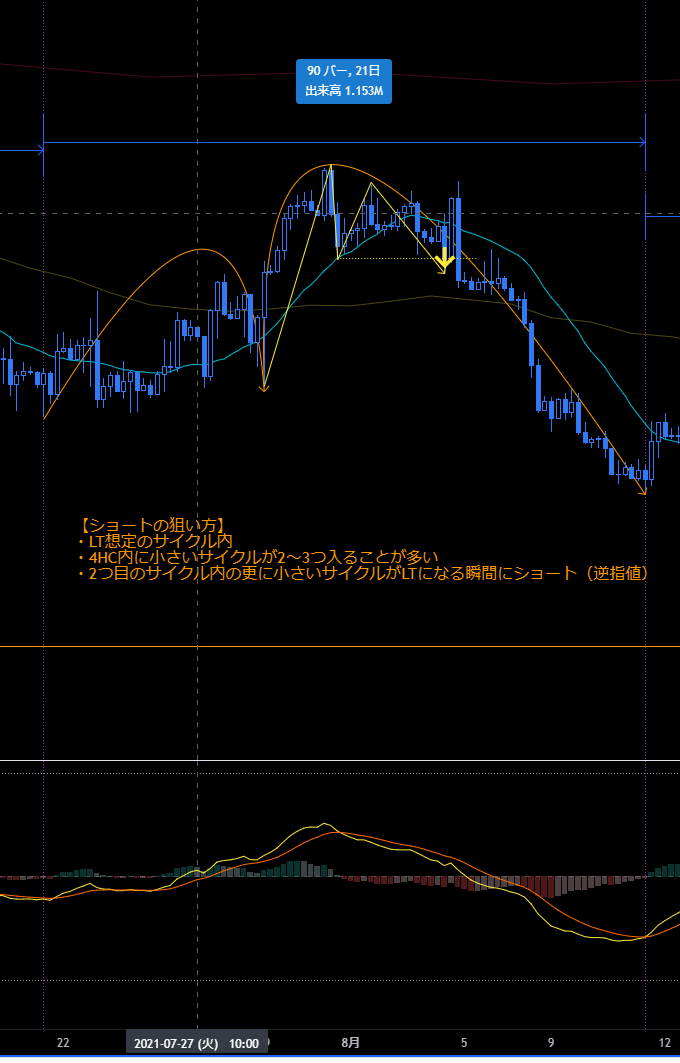 90 バー, 21日
出来高 1.153M
【ショートの狙い方】
・LT想定のサイクル内
・4HC内に小さいサイクルが2～3つ入ることが多い
・2つ目のサイクル内の更に小さいサイクルがLTになる瞬間にショート（逆指値）
22 2021-07-27 (火) 10:00 8月 5 9 12